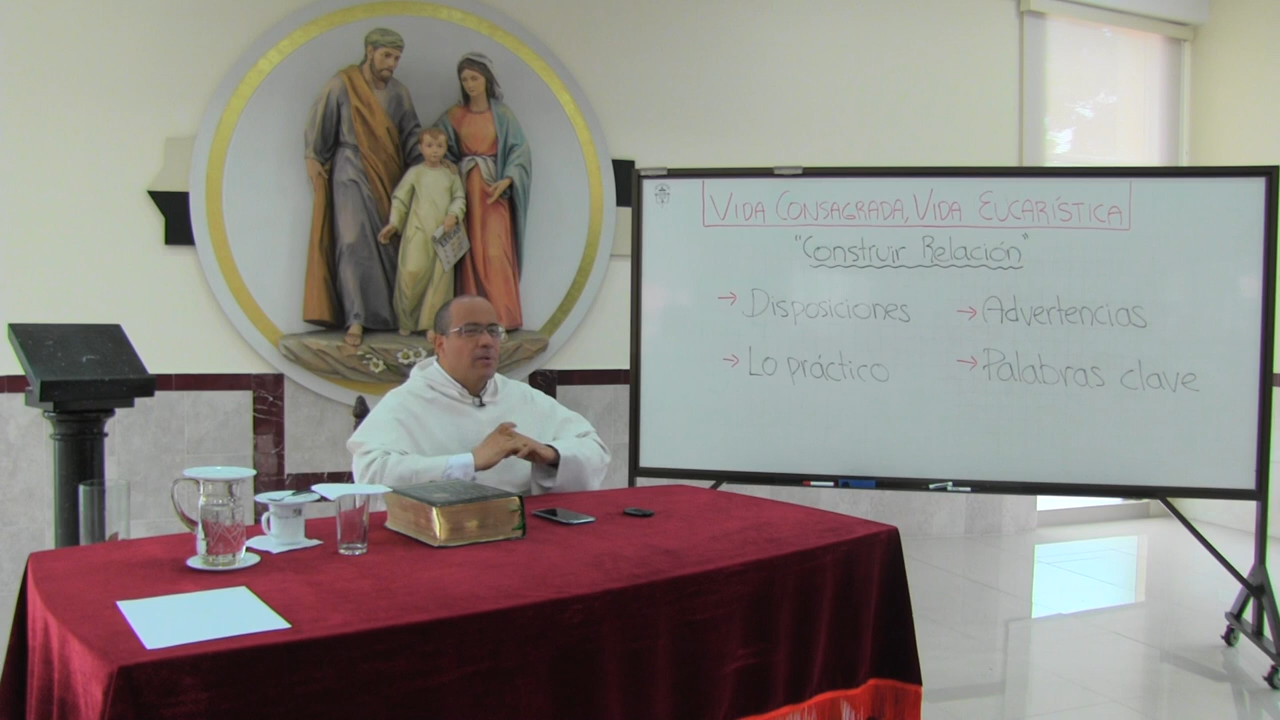 VIDA CONSAGRADA, VIDA EUCARÍSTICA
"Construir Relación"
→ Disposiciones → Advertencias
→ Lo práctico → Palabras clave